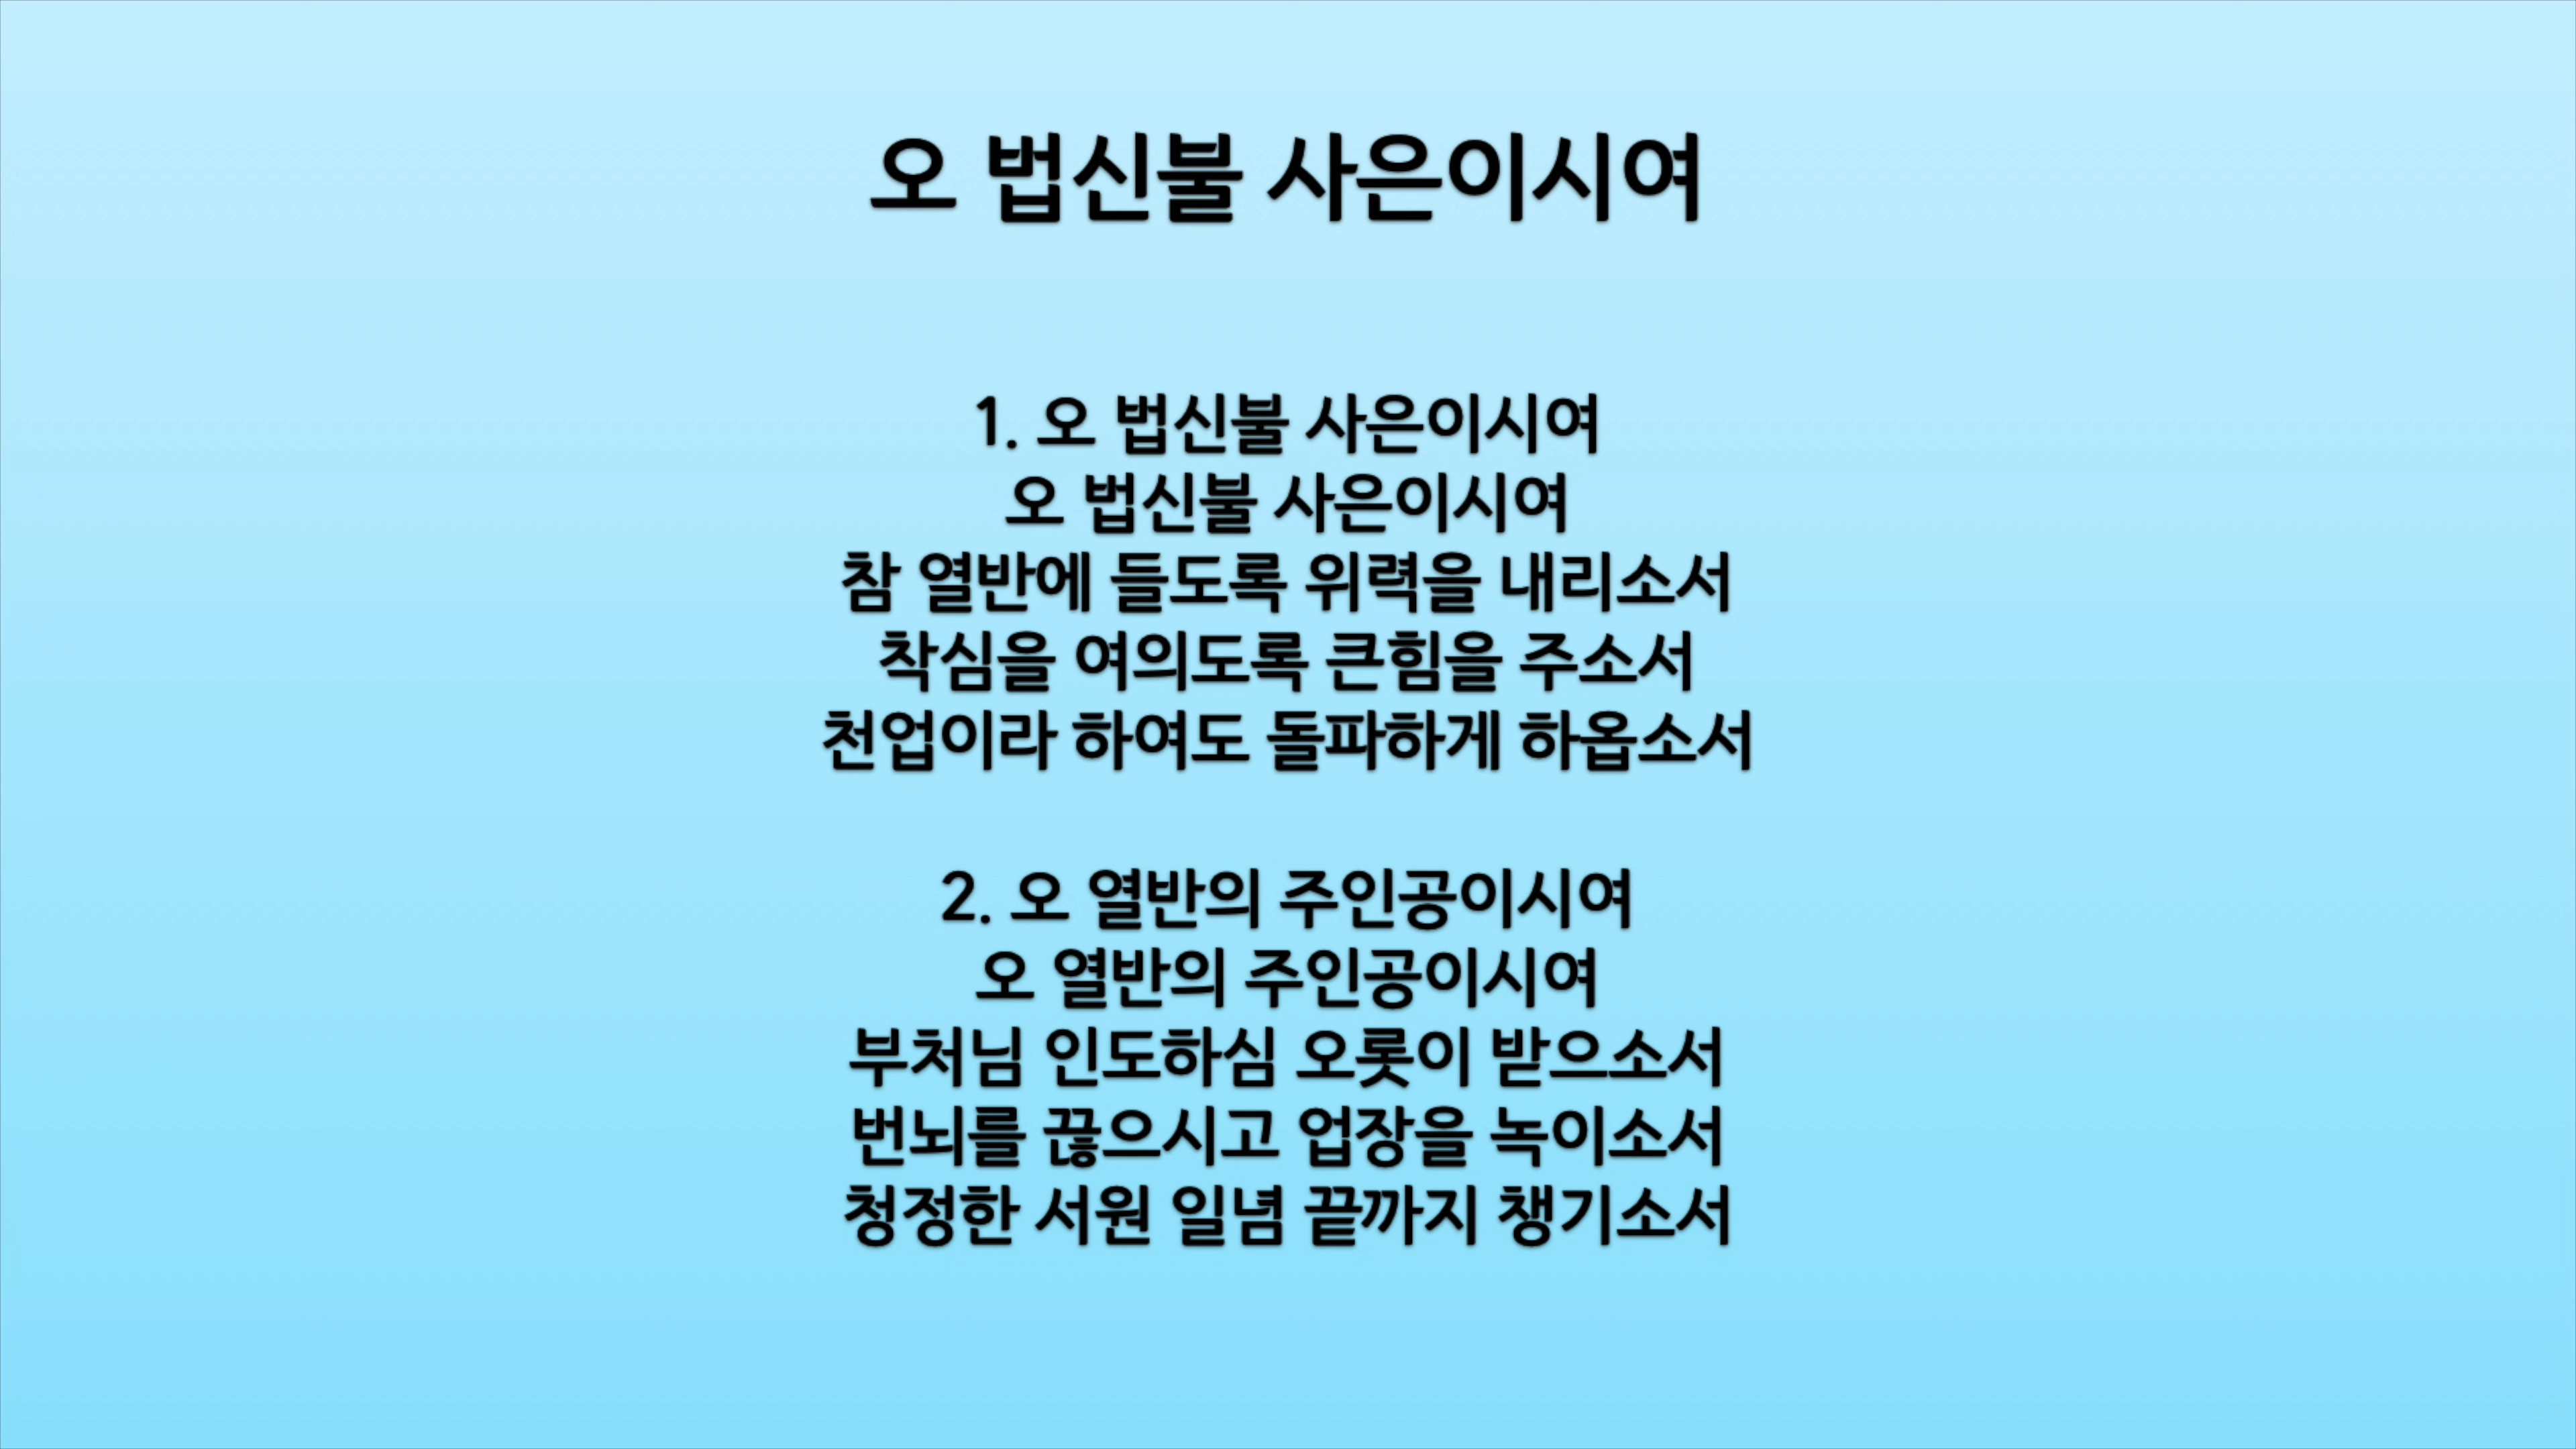 오 법신불 사은이시여
1. 오 법신불 사은이시여
오 법신불 사은이시여
참 열반에 들도록 위력을 내리소서
착심을 여의도록 큰힘을 주소서
천업이라 하여도 돌파하게 하옵소서
2. 오 열반의 주인공이시여
오 열반의 주인공이시여
부처님 인도하심 오롯이 받으소서
번뇌를 끊으시고 업장을 녹이소서
청정한 서원 일념 끝까지 챙기소서